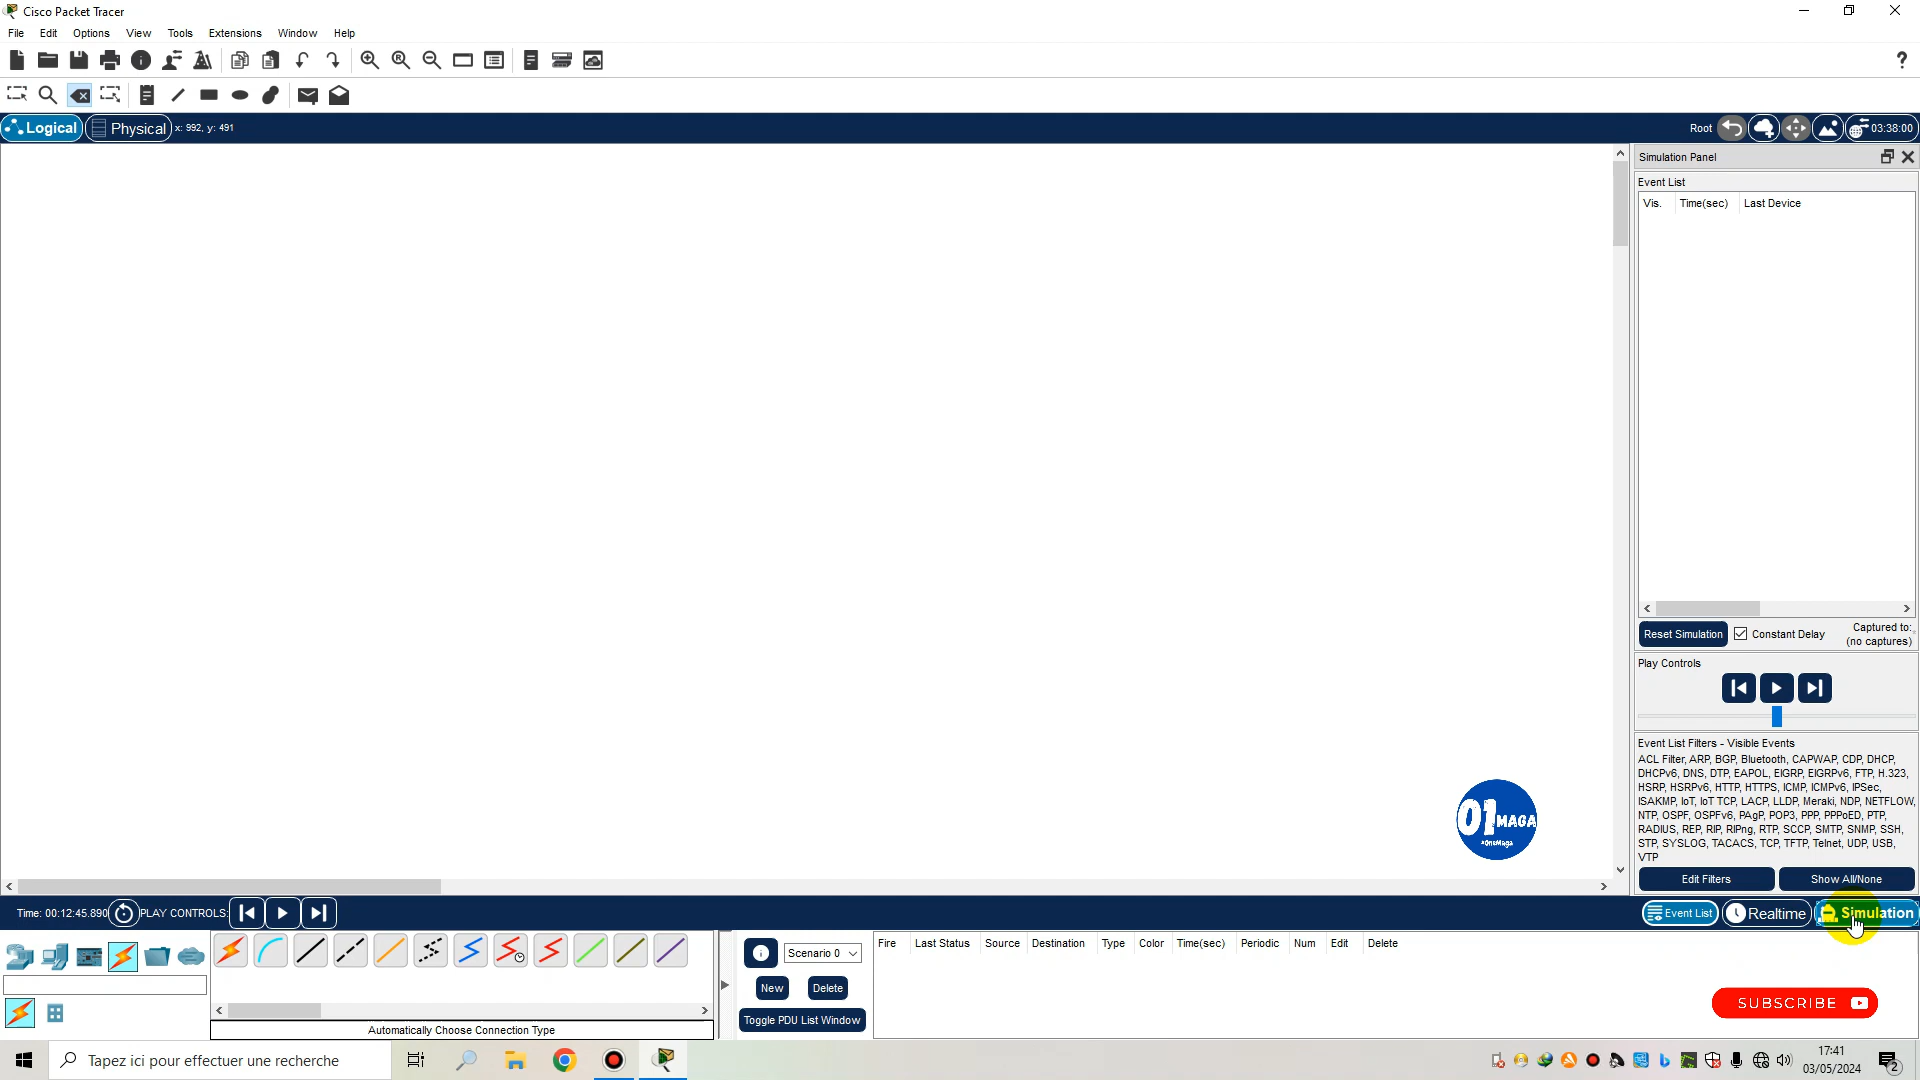 Cisco Packet Tracer
File Edit Options View Tools Extensions Window Help
?
Logical Physical x: 992, y: 491 Root 03:38:00
Simulation Panel
Event List
Vis. Time(sec) Last Device
Reset Simulation Constant Delay Captured to:
(no captures)
Play Controls
Event List Filters - Visible Events
ACL Filter, ARP, BGP, Bluetooth, CAPWAP, CDP, DHCP,
DHCPv6, DNS, DTP, EAPOL, EIGRP, EIGRPv6, FTP, H.323,
HSRP, HSRPv6, HTTP, HTTPS, ICMP, ICMPv6, IPSec,
ISAKMP, IoT, IoT TCP, LACP, LLDP, Meraki, NDP, NETFLOW,
NTP, OSPF, OSPFv6, PAgP, POP3, PPP, PPPoED, PTP,
RADIUS, REP, RIP, RIPng, RTP, SCCP, SMTP, SNMP, SSH,
STP, SYSLOG, TACACS, TCP, TFTP, Telnet, UDP, USB,
VTP
Edit Filters Show All/None
01 MAGA
#OneMaga
Time: 00:12:45.890 PLAY CONTROLS: Event List Realtime Simulation
Scenario 0
New Delete
Toggle PDU List Window
Fire Last Status Source Destination Type Color Time(sec) Periodic Num Edit Delete
Automatically Choose Connection Type
SUBSCRIBE
Tapez ici pour effectuer une recherche
17:41
03/05/2024
2